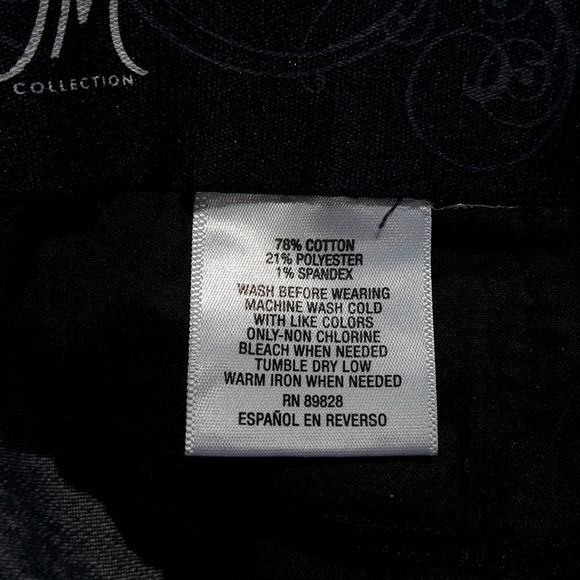 M
COLLECTION
78% COTTON
21% POLYESTER
1% SPANDEX
WASH BEFORE WEARING
MACHINE WASH COLD
WITH LIKE COLORS
ONLY-NON CHLORINE
BLEACH WHEN NEEDED
TUMBLE DRY LOW
WARM IRON WHEN NEEDED
RN 89828
ESPAÑOL EN REVERSO